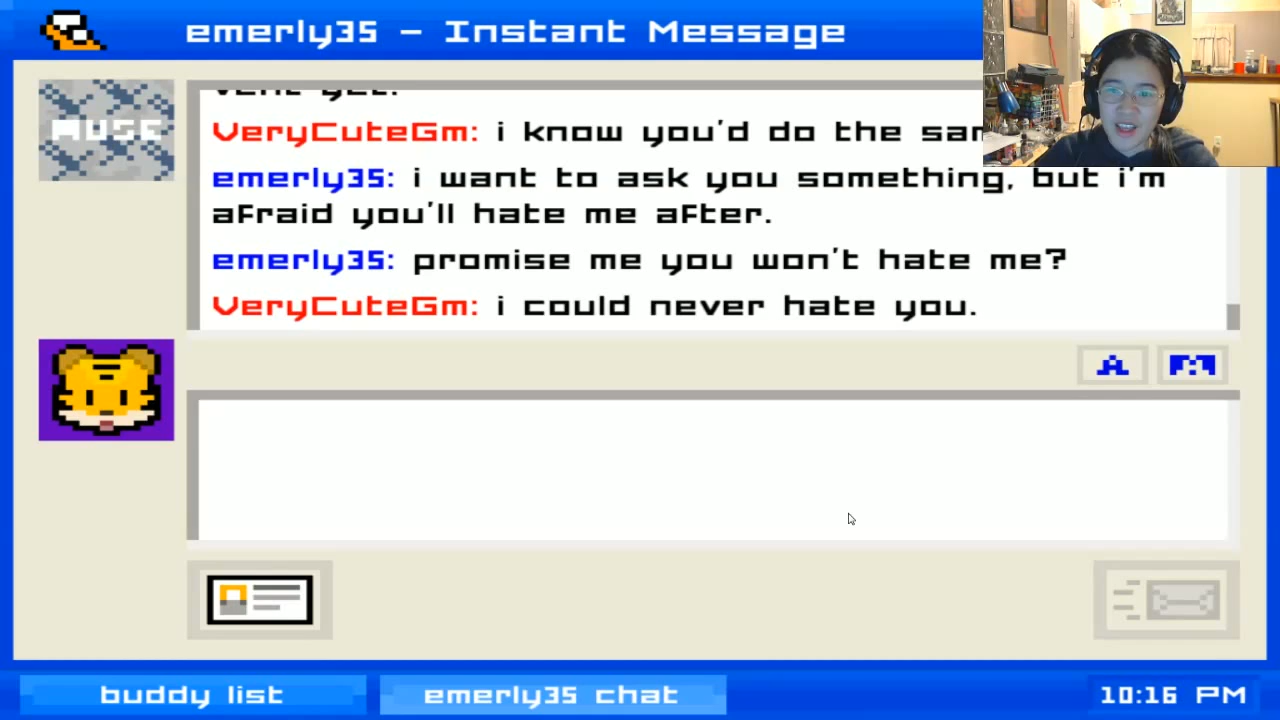 emerly35 - Instant Message
MUSE
VeryCuteGm: i know you'd do the
emerly35: i want to ask you something, but i'm
afraid you'll hate me after.
emerly35: promise me you won't hate me?
VeryCuteGm: i could never hate you.
A
buddy list
emerly35 chat
10:16 PM